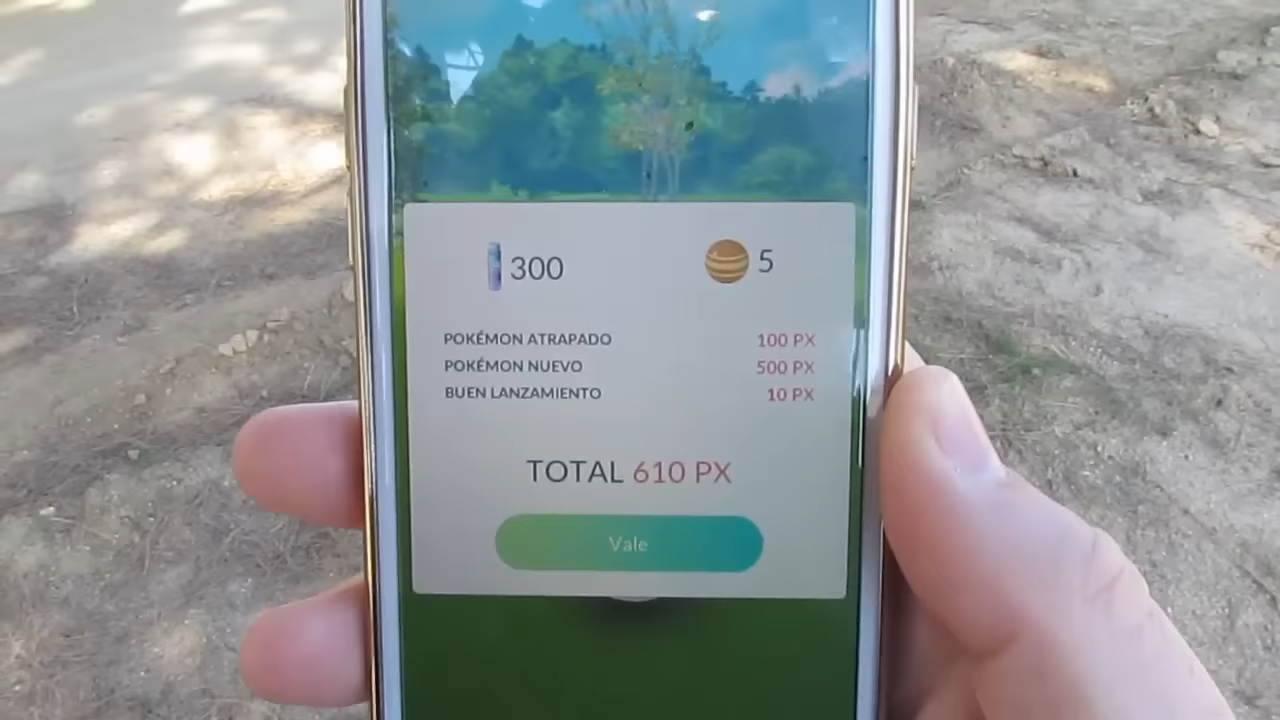 300 5
POKÉMON ATRAPADO 100 PX
POKÉMON NUEVO 500 PX
BUEN LANZAMIENTO 10 PX
TOTAL 610 PX
Vale